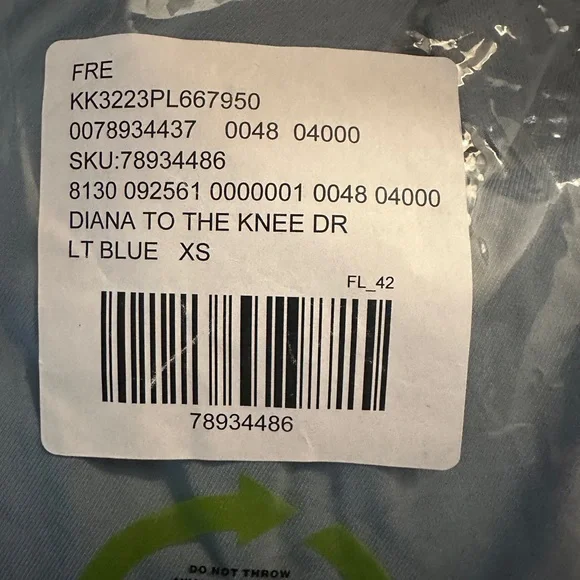 FRE
KK3223PL667950
0078934437 0048 04000
SKU:78934486
8130 092561 0000001 0048 04000
DIANA TO THE KNEE DR
LT BLUE XS
FL_42
78934486
DO NOT THROW